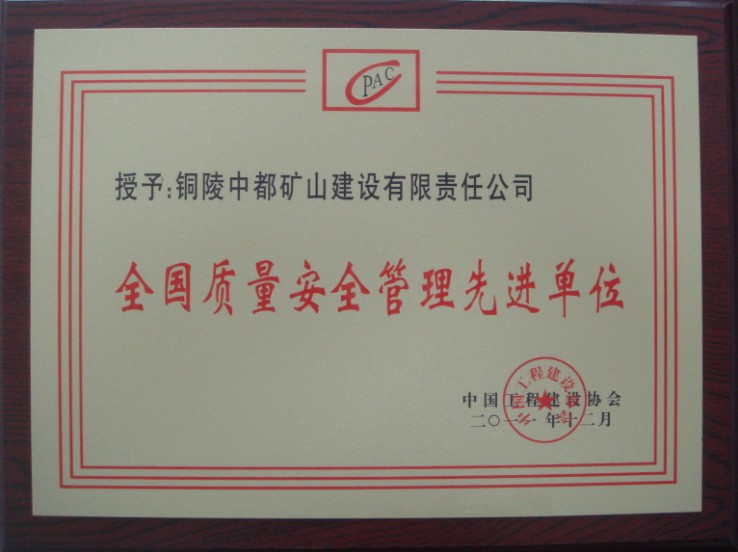 CPAC
授予:铜陵中都矿山建设有限责任公司
全国质量安全管理先进单位
中国工程建设协会
二〇一一年十二月